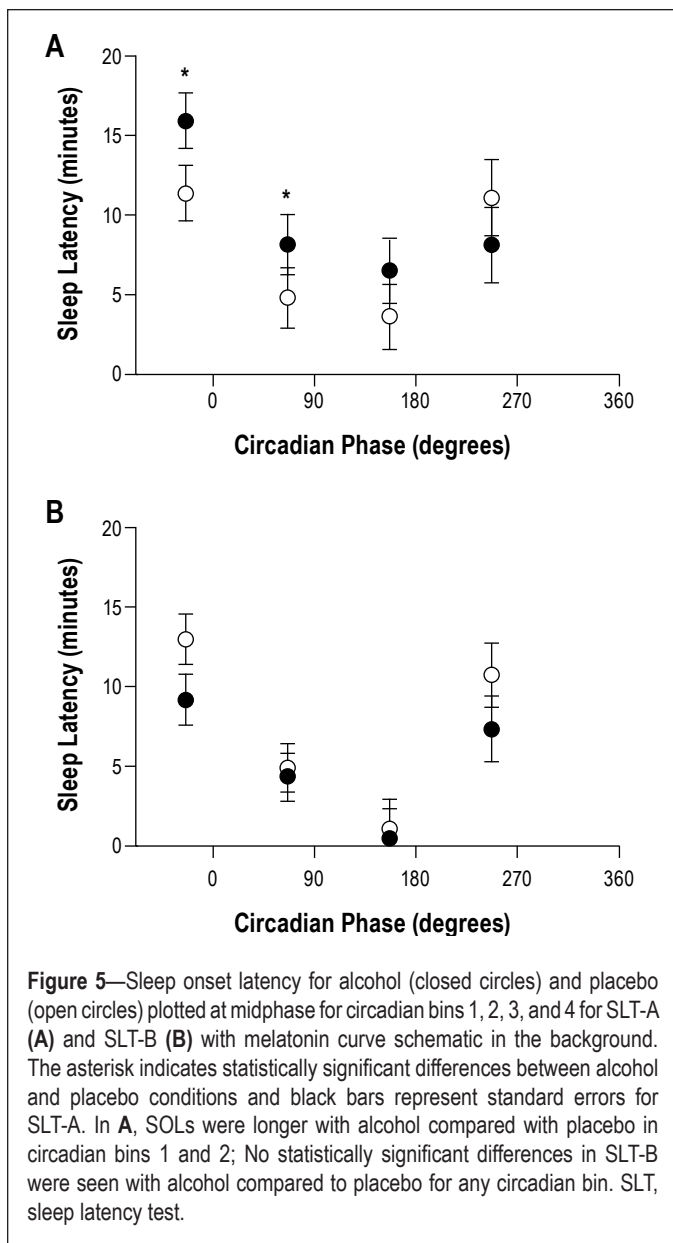 A
20
15
10
5
0
*
*
Sleep Latency (minutes)
0 90 180 270 360
Circadian Phase (degrees)
B
20
15
10
5
0
Sleep Latency (minutes)
0 90 180 270 360
Circadian Phase (degrees)
Figure 5—Sleep onset latency for alcohol (closed circles) and placebo
(open circles) plotted at midphase for circadian bins 1, 2, 3, and 4 for SLT-A
(A) and SLT-B (B) with melatonin curve schematic in the background.
The asterisk indicates statistically significant differences between alcohol
and placebo conditions and black bars represent standard errors for
SLT-A. In A, SOLs were longer with alcohol compared with placebo in
circadian bins 1 and 2; No statistically significant differences in SLT-B
were seen with alcohol compared to placebo for any circadian bin. SLT,
sleep latency test.